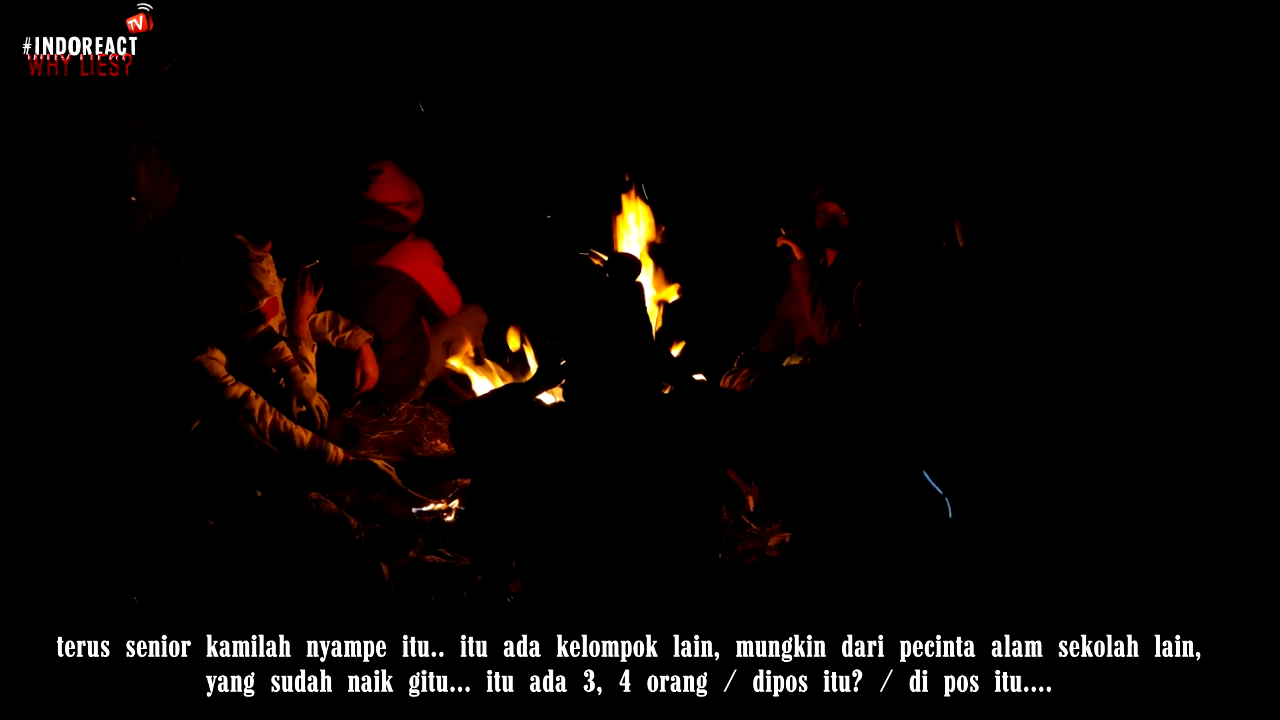 TV
#INDOREACT
WHY LIES?
terus senior kamilah nyampe itu.. itu ada kelompok lain, mungkin dari pecinta alam sekolah lain,
yang sudah naik gitu... itu ada 3, 4 orang / dipos itu? / di pos itu....